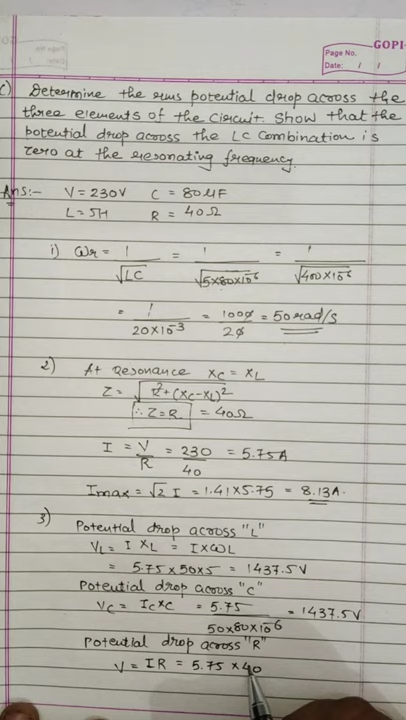 GOPI
Page No.
Date: / /
c) Determine the rms potential drop across the
three elements of the circuit. Show that the
potential drop across the LC combination is
zero at the resonating frequency.
Ans:- V = 230V C = 80μF
L = 5H R = 40Ω
i) ωr = 1/√LC = 1/√5×80×10⁻⁶ = 1/√400×10⁻⁶
= 1/20×10⁻³ = 1000/20 = 50 rad/s
2) At Resonance Xc = XL
Z = √R²+(Xc-XL)²
∴ Z = R = 40Ω
I = V/R = 230/40 = 5.75A
Imax = √2 I = 1.41×5.75 = 8.13A.
3) Potential drop across "L"
VL = I XL = I×ωL
= 5.75×50×5 = 1437.5V
Potential drop across "C"
Vc = Ic×c = 5.75/50×80×10⁻⁶ = 1437.5V
Potential drop across "R"
V = IR = 5.75×40